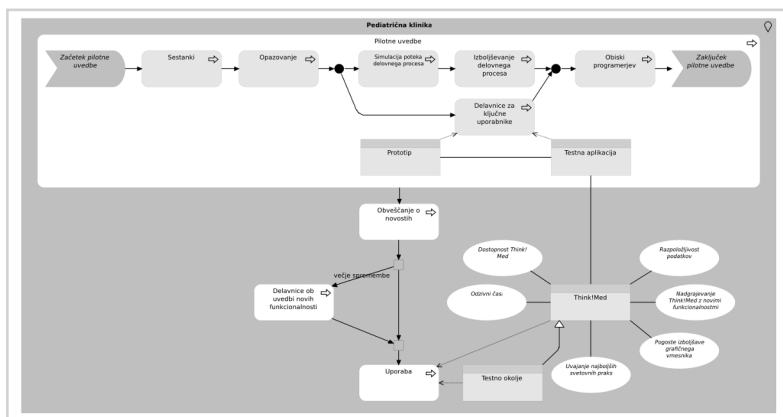 Pediatrična klinika
Pilotne uvedbe
Začetek pilotne
uvedbe
Sestanki
Opazovanje
Simulacija poteka
delovnega procesa
Izboljševanje
delovnega
procesa
Obiski
programerjev
Zaključek
pilotne uvedbe
Delavnice za
ključne
uporabnike
Prototip
Testna aplikacija
Obveščanje o
novostih
večje spremembe
Delavnice ob
uvedbi novih
funkcionalnosti
Dostopnost Think!
Med
Razpoložljivost
podatkov
Odzivni čas:
Think!Med
Nadgrajevanje
Think!Med z novimi
funkcionalnostmi
Pogoste izboljšave
grafičnega
vmesnika
Uvajanje najboljših
svetovnih praks
Uporaba
Testno okolje